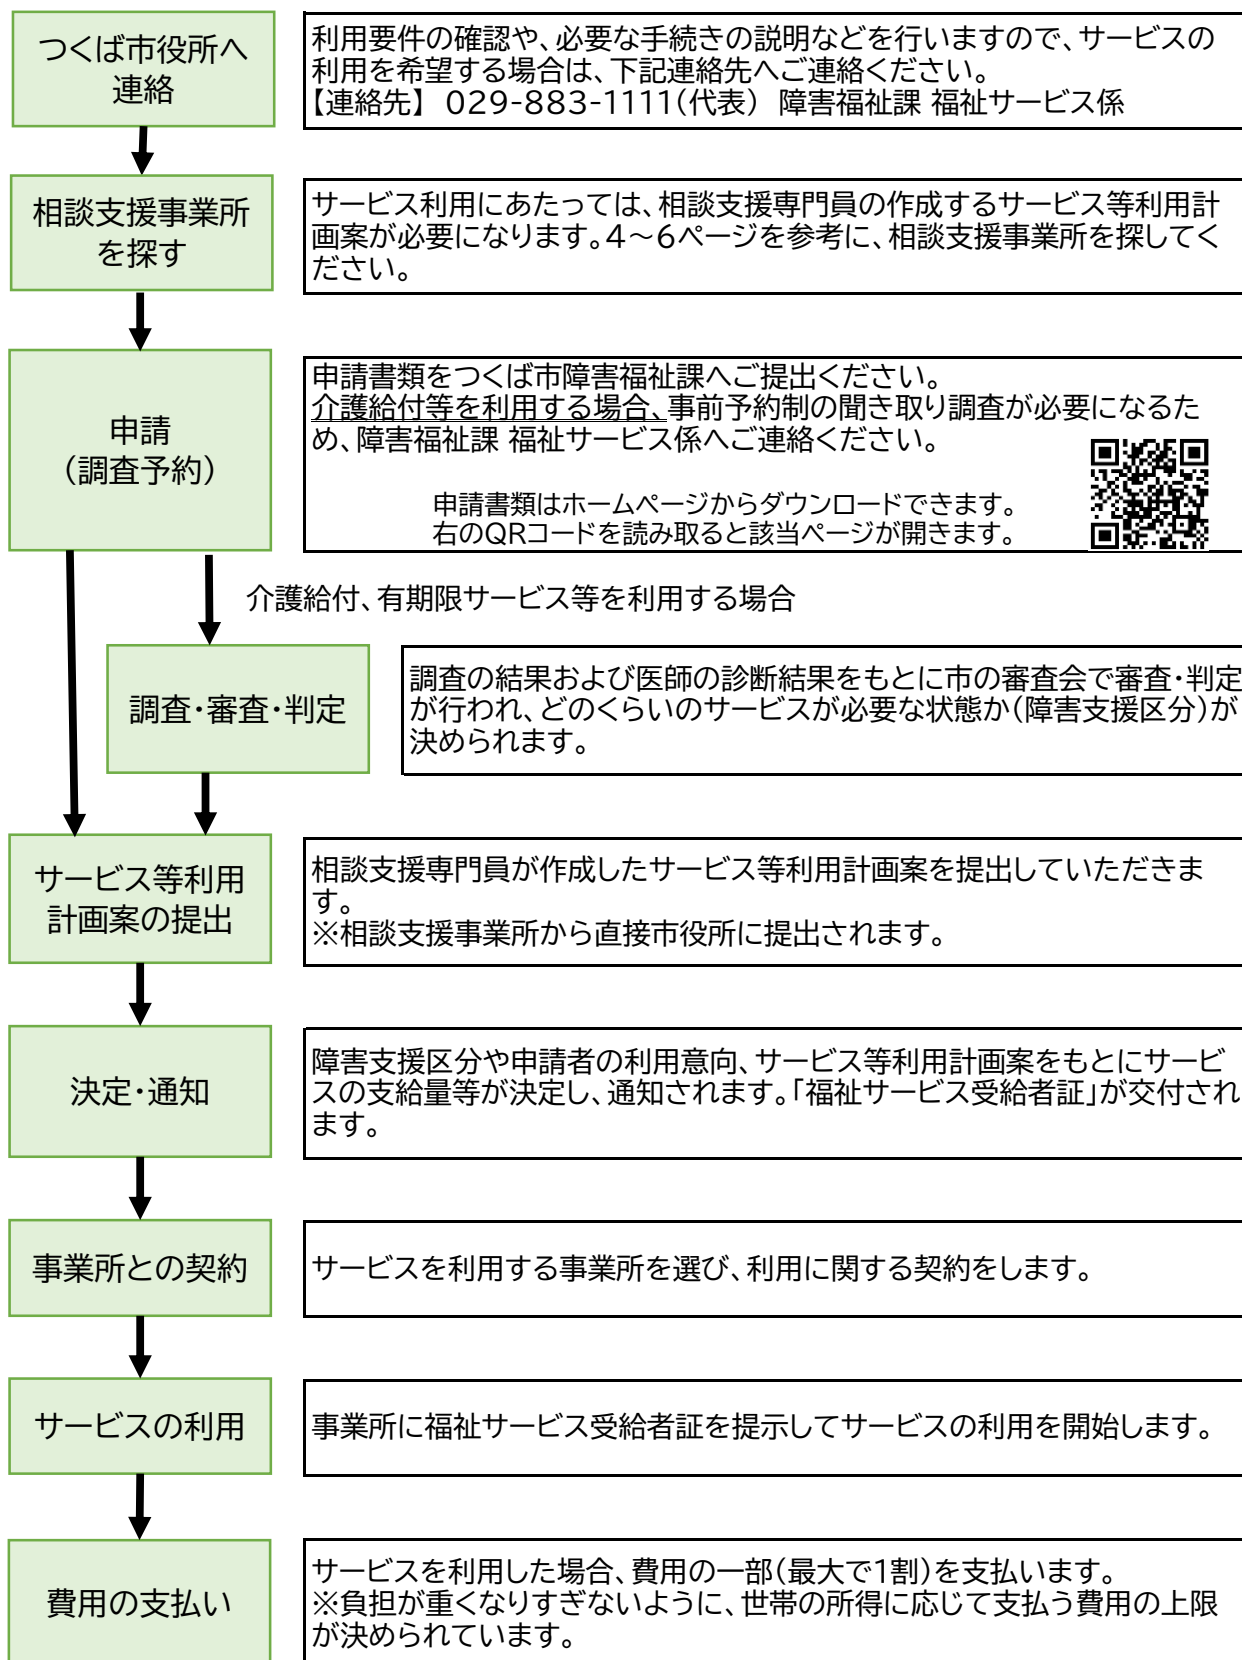 つくば市役所へ
連絡
利用要件の確認や、必要な手続きの説明などを行いますので、サービスの
利用を希望する場合は、下記連絡先へご連絡ください。
【連絡先】 029-883-1111(代表) 障害福祉課 福祉サービス係
相談支援事業所
を探す
サービス利用にあたっては、相談支援専門員の作成するサービス等利用計
画案が必要になります。4~6ページを参考に、相談支援事業所を探してく
ださい。
申請
(調査予約)
申請書類をつくば市障害福祉課へご提出ください。
介護給付等を利用する場合、事前予約制の聞き取り調査が必要になるた
め、障害福祉課 福祉サービス係へご連絡ください。
申請書類はホームページからダウンロードできます。
右のQRコードを読み取ると該当ページが開きます。
介護給付、有期限サービス等を利用する場合
調査・審査・判定
調査の結果および医師の診断結果をもとに市の審査会で審査・判定
が行われ、どのくらいのサービスが必要な状態か(障害支援区分)が
決められます。
サービス等利用
計画案の提出
相談支援専門員が作成したサービス等利用計画案を提出していただきま
す。
※相談支援事業所から直接市役所に提出されます。
決定・通知
障害支援区分や申請者の利用意向、サービス等利用計画案をもとにサービ
スの支給量等が決定し、通知されます。「福祉サービス受給者証」が交付され
ます。
事業所との契約
サービスを利用する事業所を選び、利用に関する契約をします。
サービスの利用
事業所に福祉サービス受給者証を提示してサービスの利用を開始します。
費用の支払い
サービスを利用した場合、費用の一部(最大で1割)を支払います。
※負担が重くなりすぎないように、世帯の所得に応じて支払う費用の上限
が決められています。